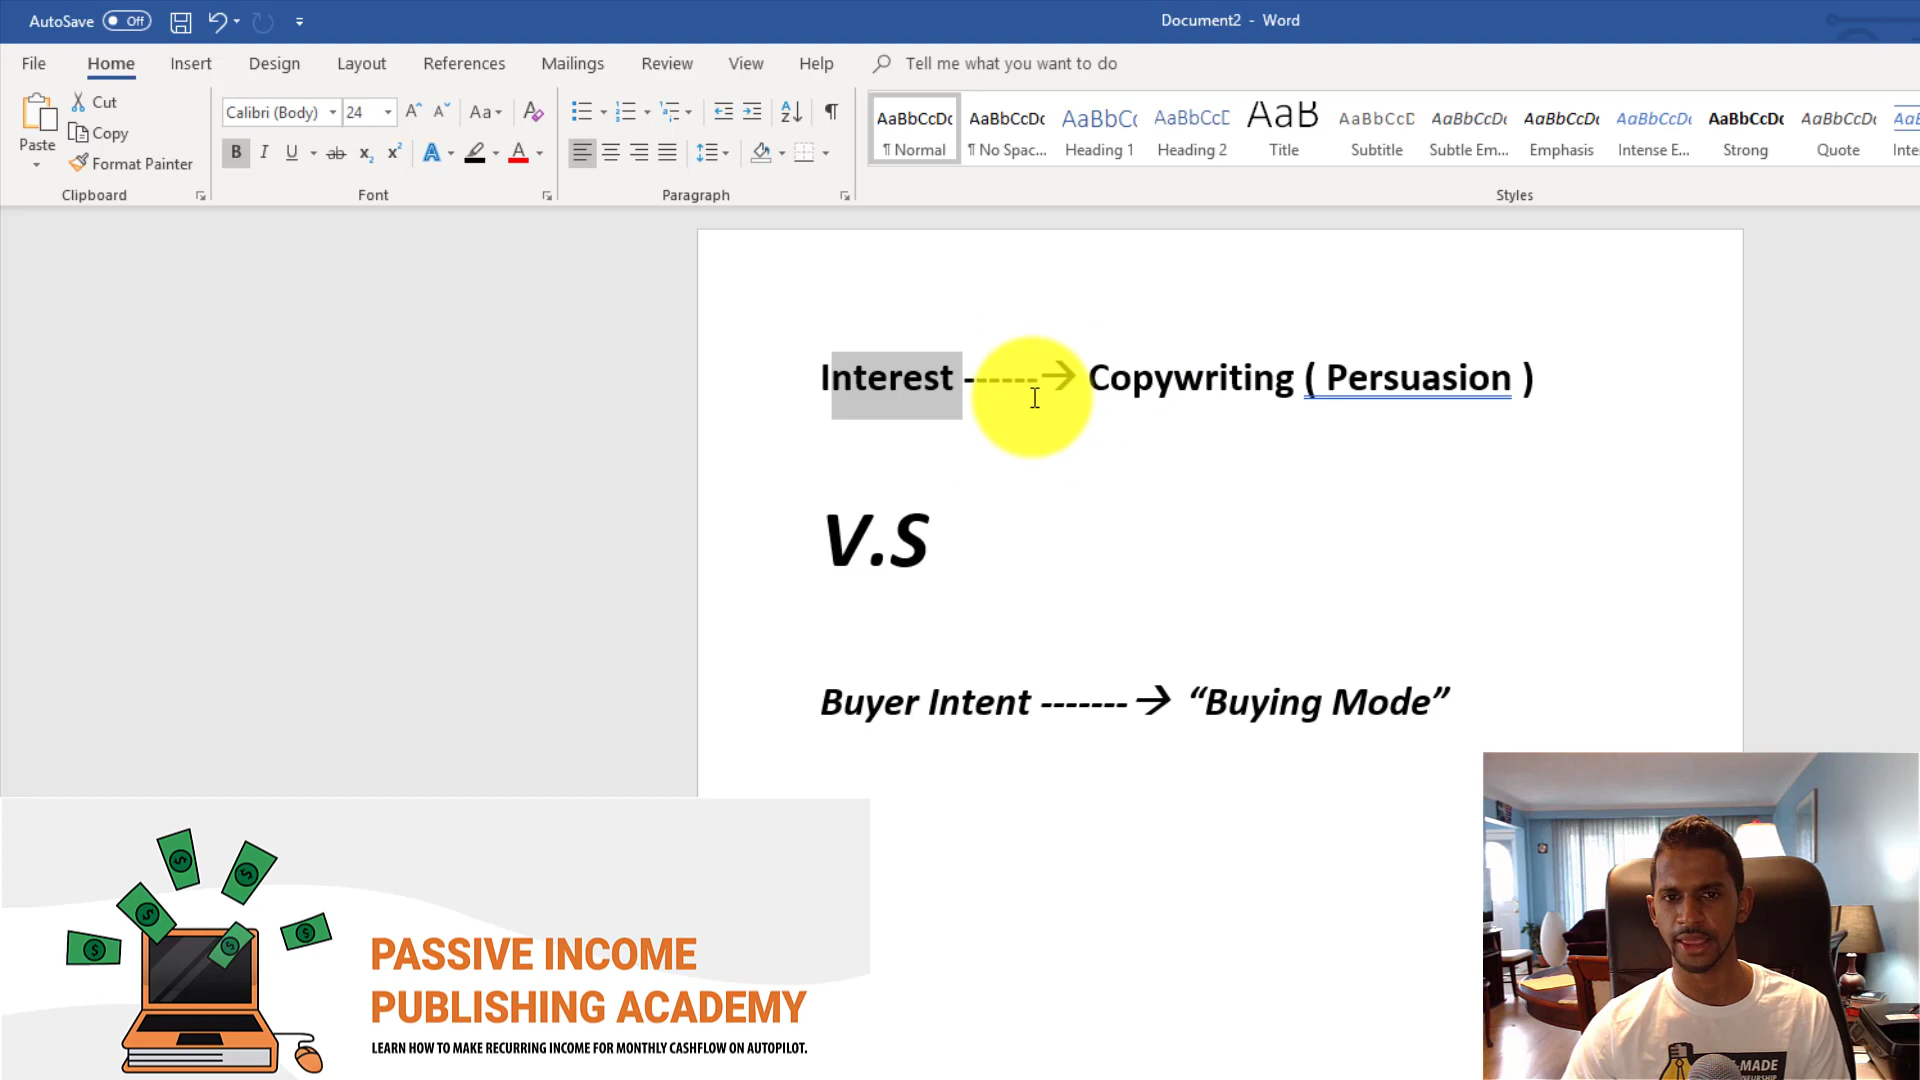 AutoSave Off Document2 - Word
File Home Insert Design Layout References Mailings Review View Help Tell me what you want to do
Paste Cut Copy Format Painter
Calibri (Body) 24
AaBbCcDc AaBbCcDc AaBbCc AaBbCcD AaB AaBbCcD AaBbCcDc AaBbCcDc AaBbCcDc AaBbCcDc AaBbCcDc
¶ Normal ¶ No Spac... Heading 1 Heading 2 Title Subtitle Subtle Em... Emphasis Intense E... Strong Quote
Clipboard Font Paragraph Styles
Interest ------→ Copywriting ( Persuasion )
V.S
Buyer Intent -------→ “Buying Mode”
PASSIVE INCOME
PUBLISHING ACADEMY
LEARN HOW TO MAKE RECURRING INCOME FOR MONTHLY CASHFLOW ON AUTOPILOT.